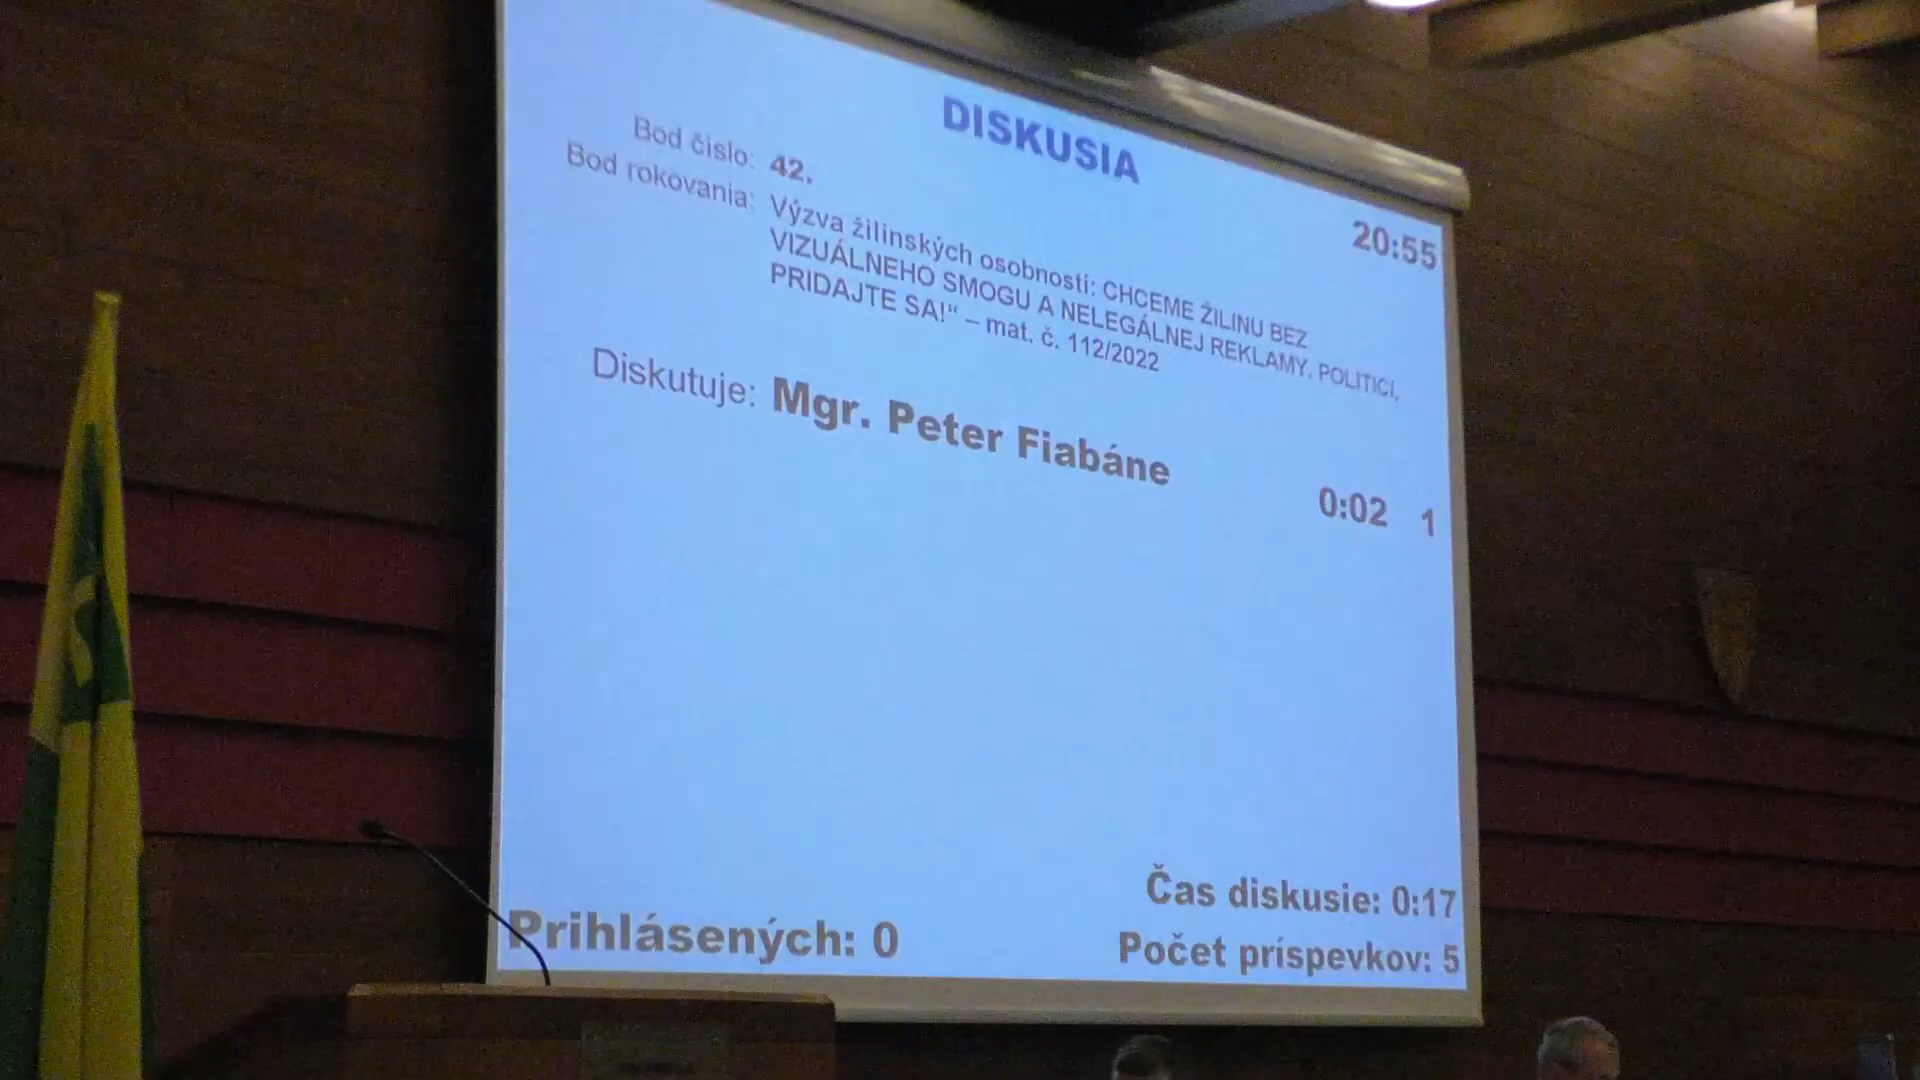 DISKUSIA
20:55
Bod číslo: 42.
Bod rokovania: Výzva žilinských osobností: CHCEME ŽILINU BEZ
VIZUÁLNEHO SMOGU A NELEGÁLNEJ REKLAMY. POLITICI,
PRIDAJTE SA!“ – mat. č. 112/2022
Diskutuje: Mgr. Peter Fiabáne
0:02 1
Čas diskusie: 0:17
Prihlásených: 0
Počet príspevkov: 5